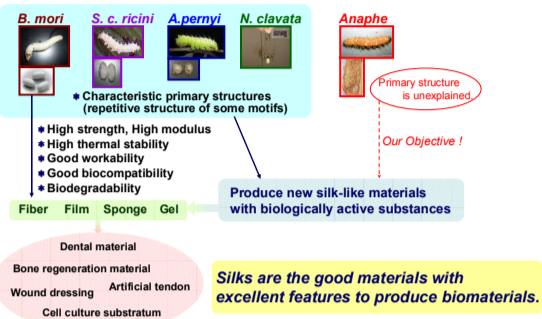 B. mori
S. c. ricini
A.pernyi
N. clavata
Anaphe
* Characteristic primary structures
(repetitive structure of some motifs)
Primary structure
is unexplained.
* High strength, High modulus
* High thermal stability
* Good workability
* Good biocompatibility
* Biodegradability
Our Objective !
Fiber Film Sponge Gel
Produce new silk-like materials
with biologically active substances
Dental material
Bone regeneration material
Artificial tendon
Wound dressing
Cell culture substratum
Silks are the good materials with
excellent features to produce biomaterials.